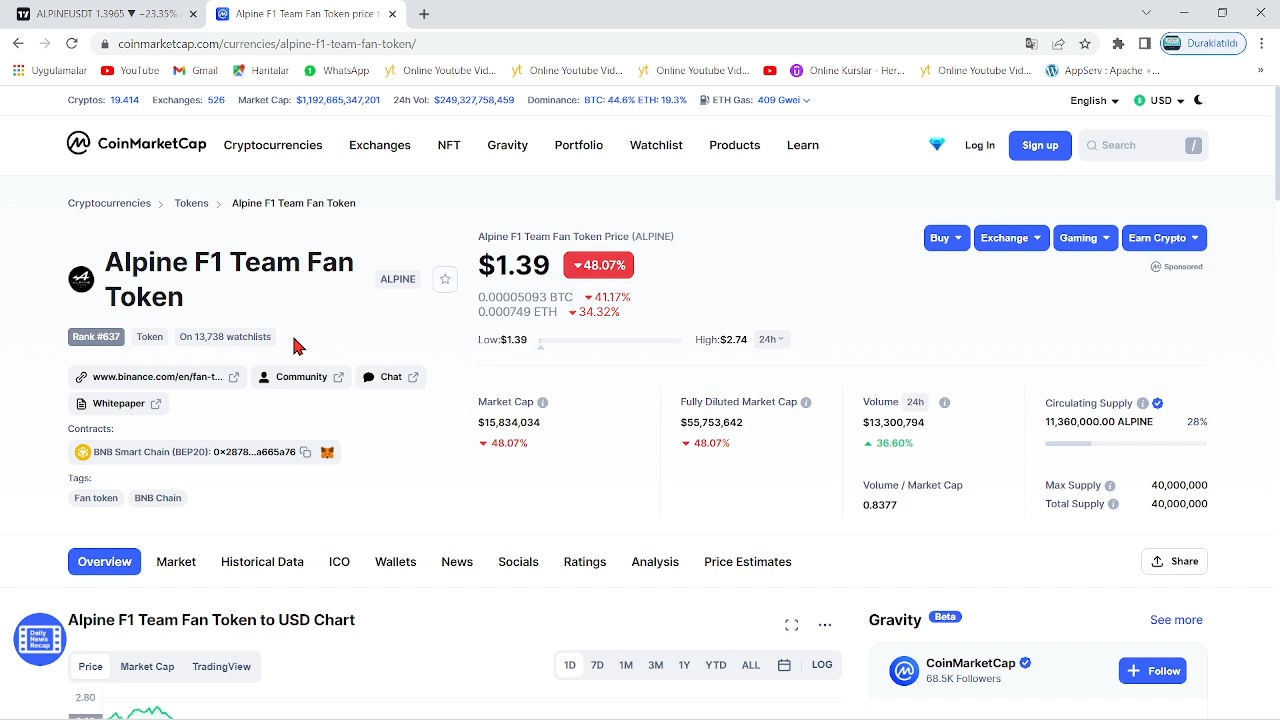 ALPINEUSDT 1.3965 ▼ −23.35%
Alpine F1 Team Fan Token price t
coinmarketcap.com/currencies/alpine-f1-team-fan-token/
Duraklatıldı
Uygulamalar
YouTube
Gmail
Haritalar
WhatsApp
Online Youtube Vid...
Online Youtube Vid...
Online Youtube Vid...
Online Kurslar - Her...
Online Youtube Vid...
AppServ : Apache +...
»
Cryptos: 19.414 Exchanges: 526 Market Cap: $1,192,665,347,201 24h Vol: $249,327,758,459 Dominance: BTC: 44.6% ETH: 19.3% ETH Gas: 409 Gwei
English USD
CoinMarketCap
Cryptocurrencies Exchanges NFT Gravity Portfolio Watchlist Products Learn
Log In Sign up Search /
Cryptocurrencies > Tokens > Alpine F1 Team Fan Token
Alpine F1 Team Fan
Token
ALPINE
Rank #637 Token On 13,738 watchlists
www.binance.com/en/fan-t... Community Chat
Whitepaper
Contracts:
BNB Smart Chain (BEP20): 0x2878...a665a76
Tags:
Fan token BNB Chain
Alpine F1 Team Fan Token Price (ALPINE)
$1.39 ▼48.07%
0.00005093 BTC ▼41.17%
0.000749 ETH ▼34.32%
Low:$1.39 High:$2.74 24h
Buy Exchange Gaming Earn Crypto
Sponsored
Market Cap
$15,834,034
▼ 48.07%
Fully Diluted Market Cap
$55,753,642
▼ 48.07%
Volume 24h
$13,300,794
▲ 36.60%
Volume / Market Cap
0.8377
Circulating Supply
11,360,000.00 ALPINE 28%
Max Supply 40,000,000
Total Supply 40,000,000
Overview Market Historical Data ICO Wallets News Socials Ratings Analysis Price Estimates
Share
Alpine F1 Team Fan Token to USD Chart
Daily
News
Recap
Price Market Cap TradingView
1D 7D 1M 3M 1Y YTD ALL LOG
2.80
Gravity Beta See more
CoinMarketCap
68.5K Followers
+ Follow